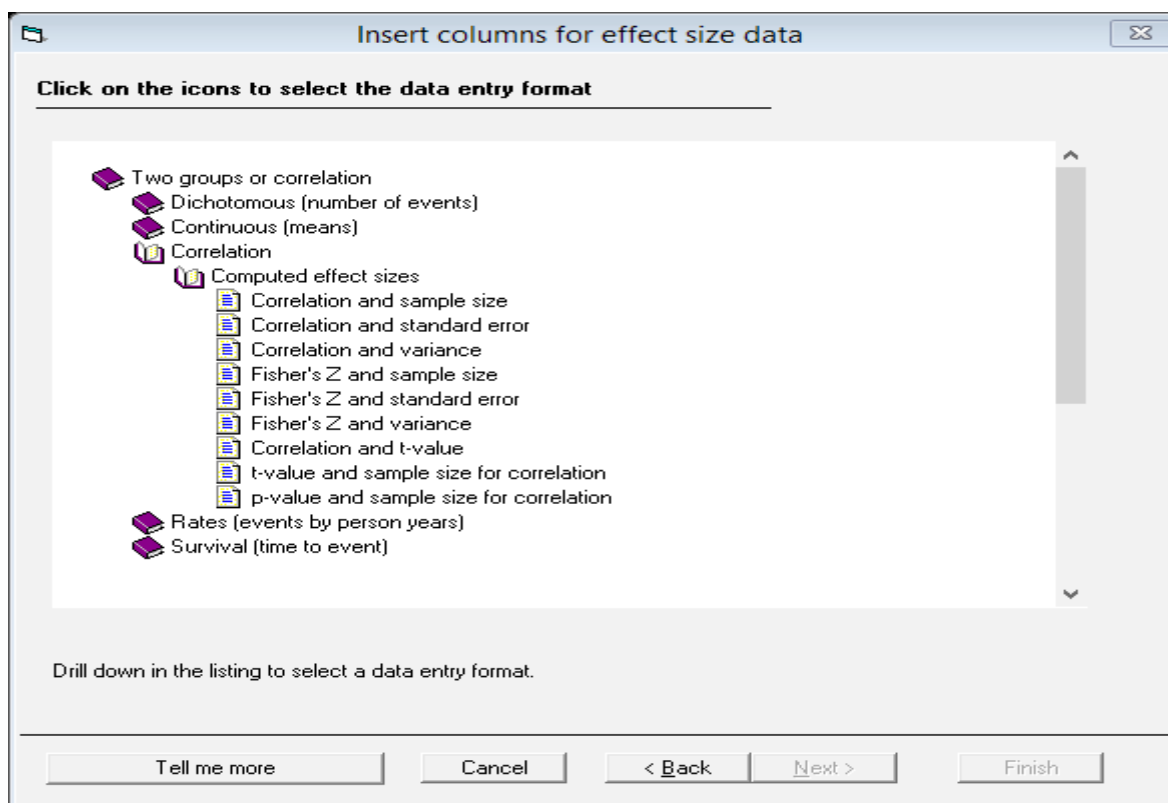 Insert columns for effect size data
Click on the icons to select the data entry format
Two groups or correlation
Dichotomous (number of events)
Continuous (means)
Correlation
Computed effect sizes
Correlation and sample size
Correlation and standard error
Correlation and variance
Fisher's Z and sample size
Fisher's Z and standard error
Fisher's Z and variance
Correlation and t-value
t-value and sample size for correlation
p-value and sample size for correlation
Rates (events by person years)
Survival (time to event)
Drill down in the listing to select a data entry format.
Tell me more Cancel < Back Next > Finish